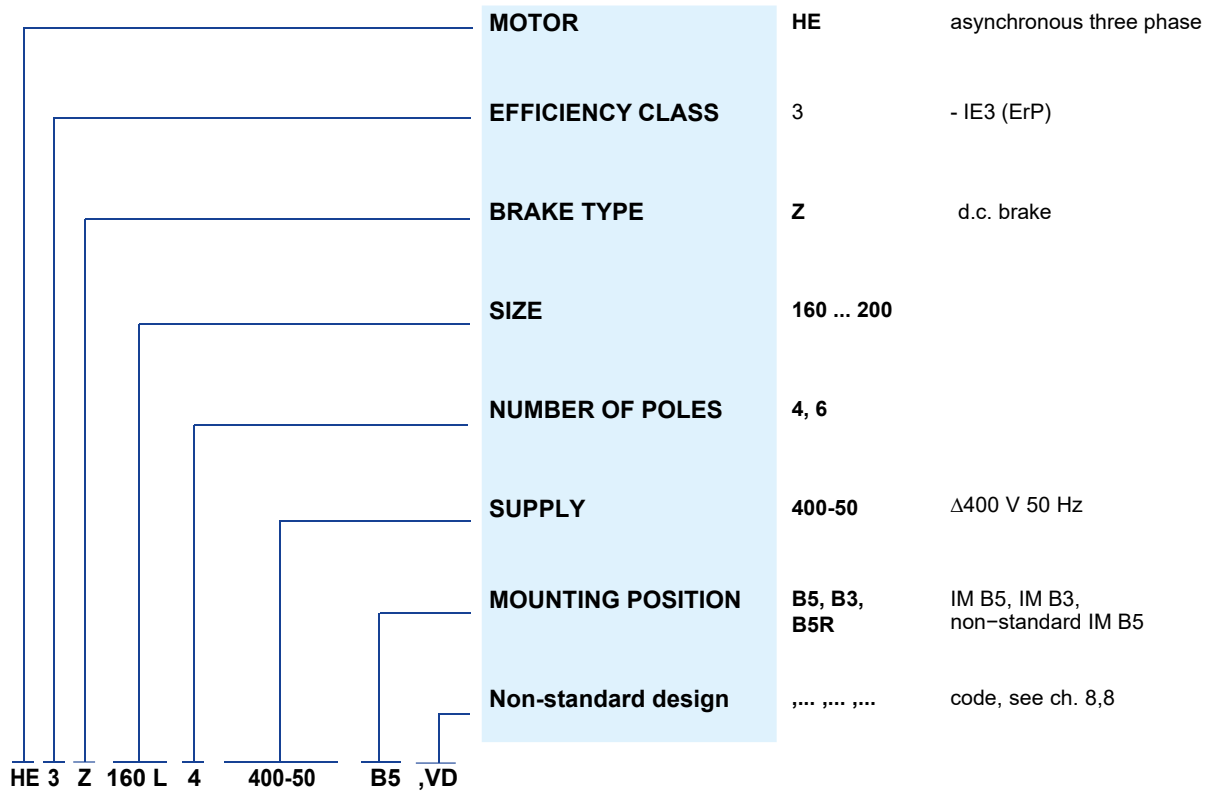 MOTOR HE asynchronous three phase
EFFICIENCY CLASS 3 - IE3 (ErP)
BRAKE TYPE Z d.c. brake
SIZE 160 ... 200
NUMBER OF POLES 4, 6
SUPPLY 400-50 Δ400 V 50 Hz
MOUNTING POSITION B5, B3, IM B5, IM B3,
B5R non−standard IM B5
Non-standard design ,... ,... ,... code, see ch. 8,8
HE 3 Z 160 L 4 400-50 B5 ,VD